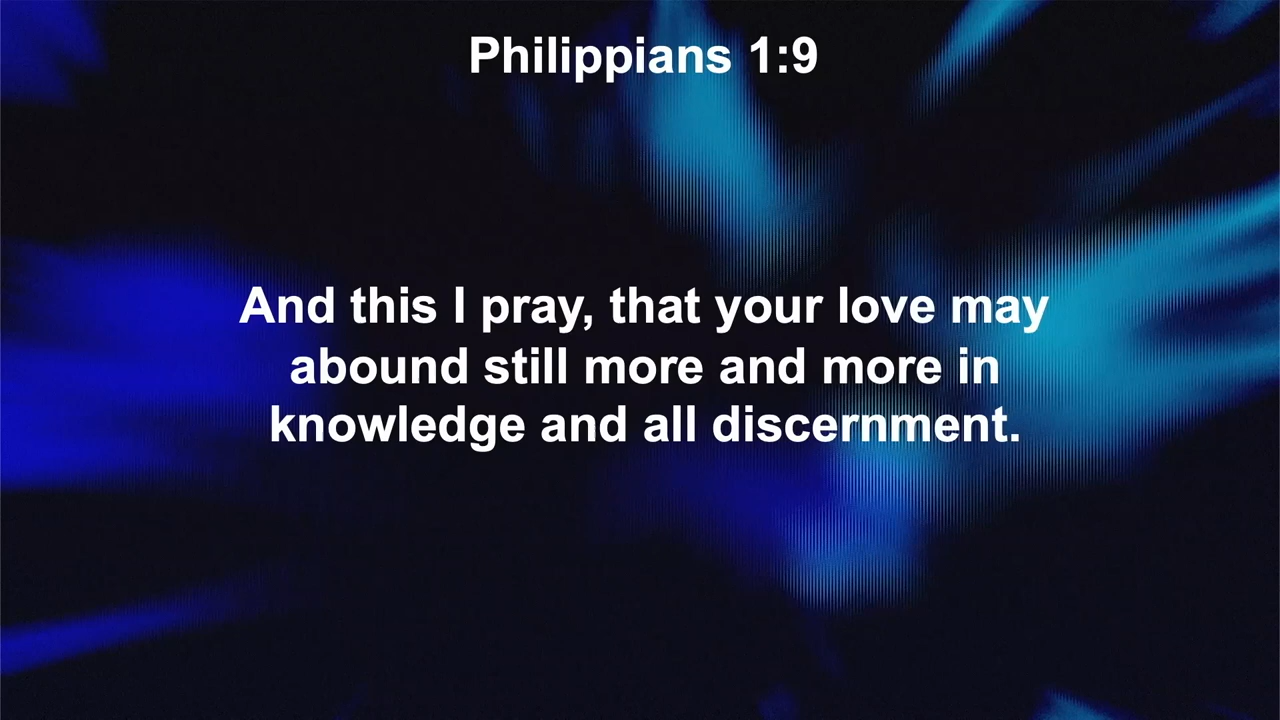 Philippians 1:9
And this I pray, that your love may
abound still more and more in
knowledge and all discernment.